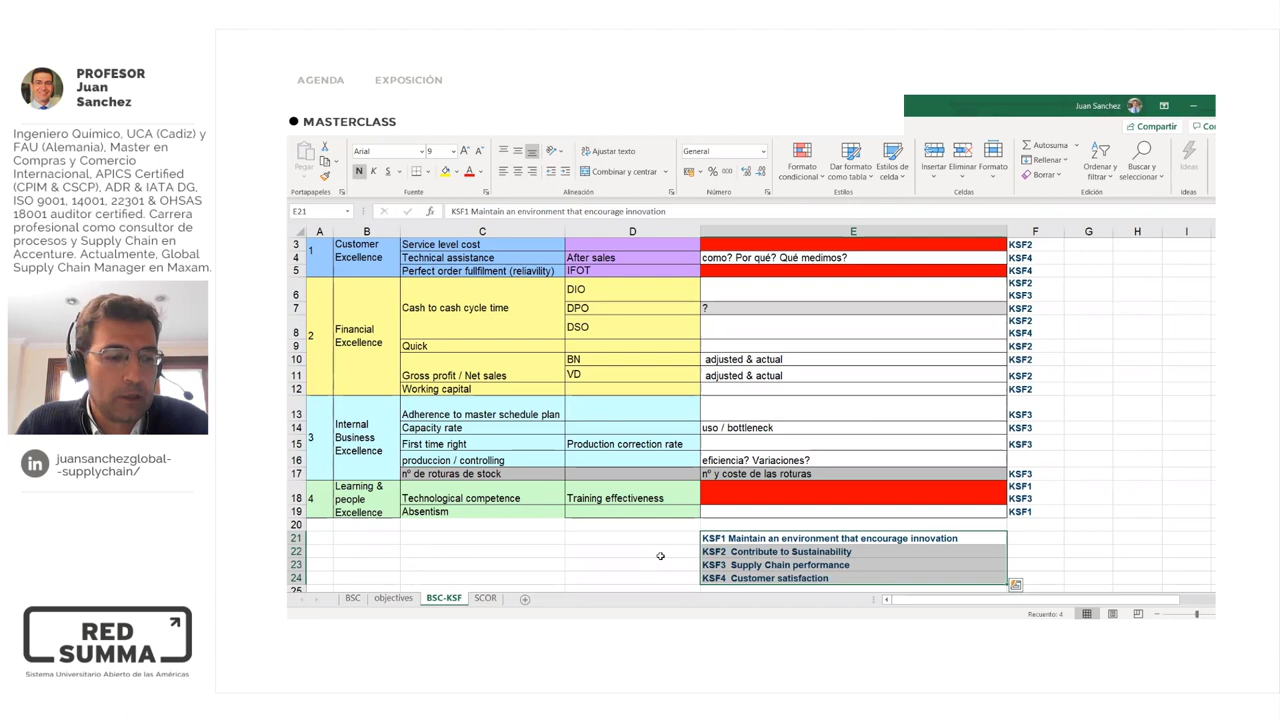 PROFESOR
Juan
Sanchez
Ingeniero Quimico, UCA (Cadiz) y
FAU (Alemania), Master en
Compras y Comercio
Internacional, APICS Certified
(CPIM & CSCP), ADR & IATA DG,
ISO 9001, 14001, 22301 & OHSAS
18001 auditor certified. Carrera
profesional como consultor de
procesos y Supply Chain en
Accenture. Actualmente, Global
Supply Chain Manager en Maxam.
in juansanchezglobal-
-supplychain/
RED
SUMMA
Sistema Universitario Abierto de las Américas
AGENDA EXPOSICIÓN
MASTERCLASS
Juan Sanchez
Compartir Co
Pegar
Arial 9
N K S
Ajustar texto
Combinar y centrar
General
% 000
Formato condicional
Dar formato como tabla
Estilos de celda
Insertar Eliminar Formato
Autosuma
Rellenar
Borrar
Ordenar y filtrar
Buscar y seleccionar
Ideas
Portapapeles Fuente Alineación Número Estilos Celdas Edición Ideas
E21 fx KSF1 Maintain an environment that encourage innovation
A B C D E F G H I
3 1 Customer Excellence Service level cost KSF2
4 Technical assistance After sales como? Por qué? Qué medimos? KSF4
5 Perfect order fullfilment (reliavility) IFOT KSF4
6 2 Financial Excellence Cash to cash cycle time DIO KSF2 KSF3
7 DPO ? KSF2
8 DSO KSF2 KSF4
9 Quick KSF2
10 Gross profit / Net sales BN adjusted & actual KSF2
11 VD adjusted & actual KSF2
12 Working capital KSF2
13 3 Internal Business Excellence Adherence to master schedule plan KSF3
14 Capacity rate uso / bottleneck KSF3
15 First time right Production correction rate KSF3
16 produccion / controlling eficiencia? Variaciones?
17 nº de roturas de stock nº y coste de las roturas KSF3
18 4 Learning & people Excellence Technological competence Training effectiveness KSF1 KSF3
19 Absentism KSF1
20
21 KSF1 Maintain an environment that encourage innovation
22 KSF2 Contribute to Sustainability
23 KSF3 Supply Chain performance
24 KSF4 Customer satisfaction
25
BSC objectives BSC-KSF SCOR
Recuento: 4